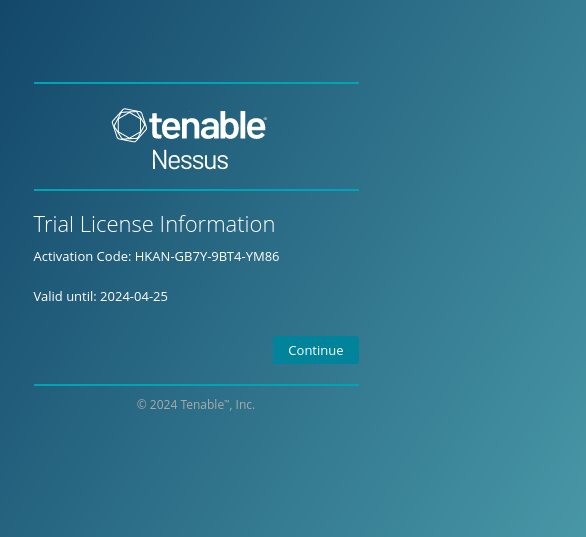 tenable
Nessus
Trial License Information
Activation Code: HKAN-GB7Y-9BT4-YM86
Valid until: 2024-04-25
Continue
© 2024 Tenable™, Inc.